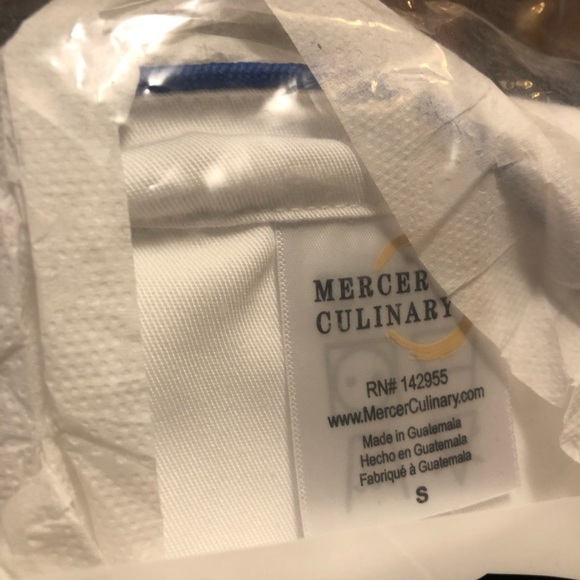 MERCER
CULINARY
RN# 142955
www.MercerCulinary.com
Made in Guatemala
Hecho en Guatemala
Fabriqué à Guatemala
S